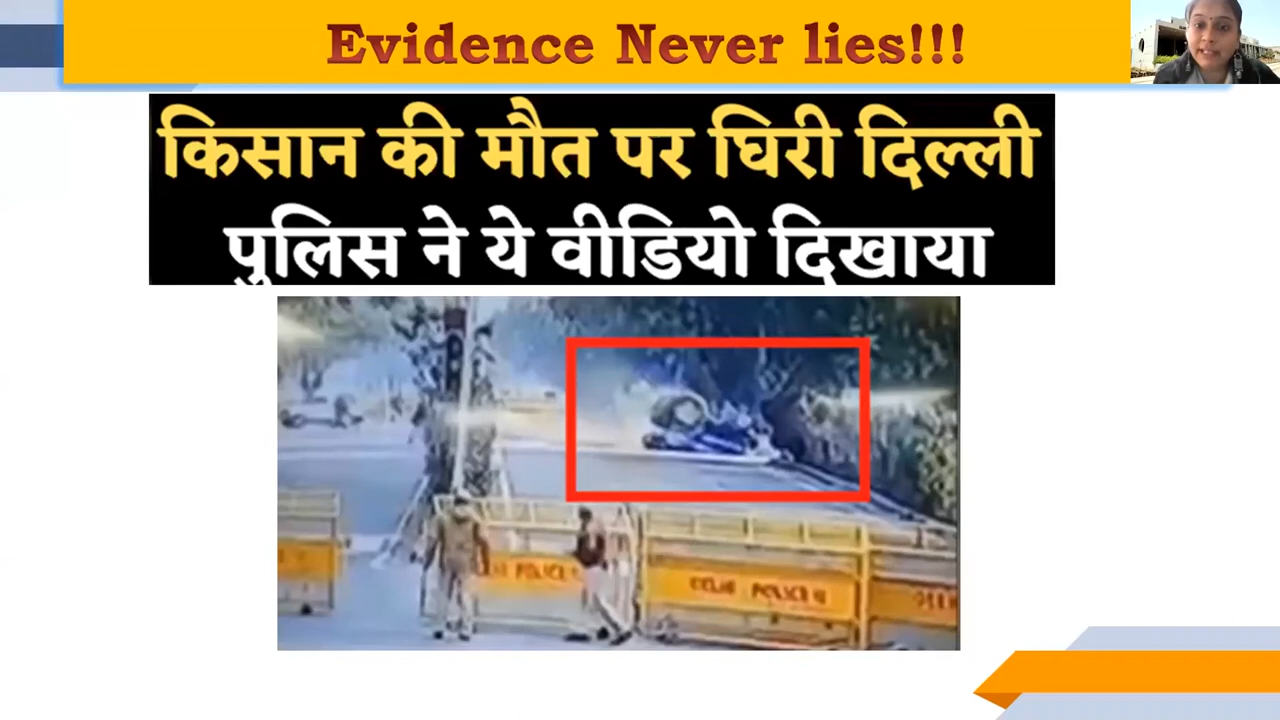 Evidence Never lies!!!
किसान की मौत पर घिरी दिल्ली
पुलिस ने ये वीडियो दिखाया
POLICE
DELHI POLICE